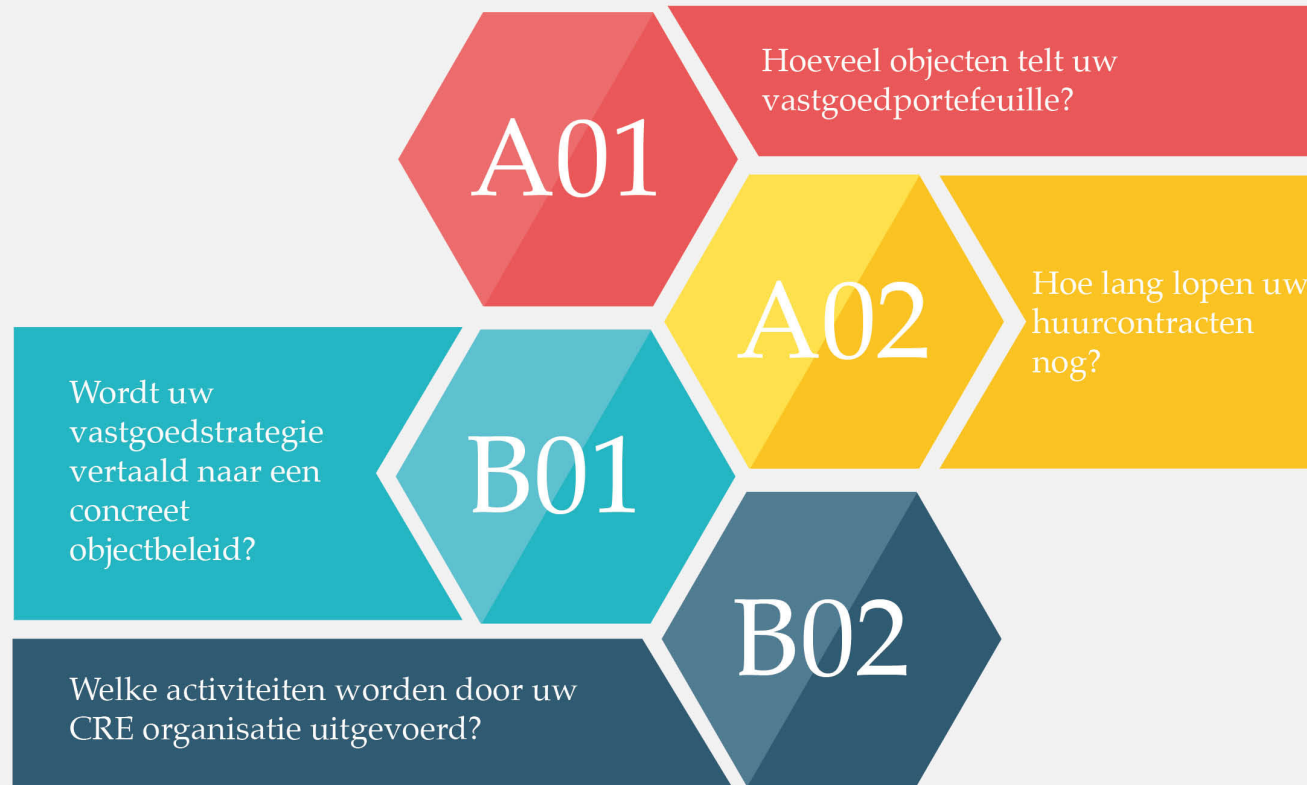 A01
Hoeveel objecten telt uw
vastgoedportefeuille?
A02
Hoe lang lopen uw
huurcontracten
nog?
Wordt uw
vastgoedstrategie
vertaald naar een
concreet
objectbeleid?
B01
Welke activiteiten worden door uw
CRE organisatie uitgevoerd?
B02